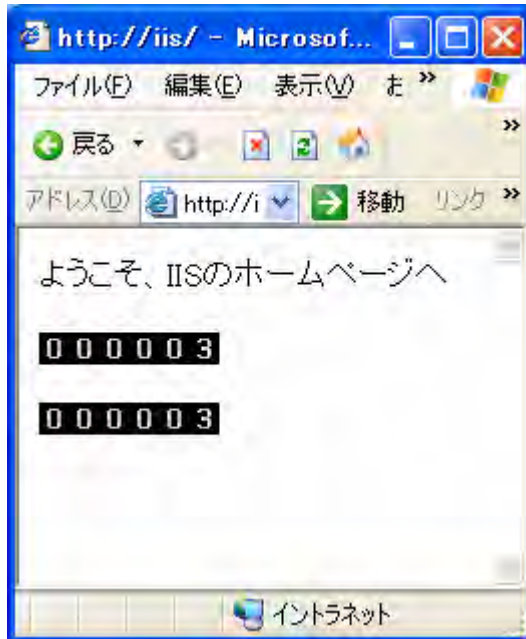 http://iis/ - Microsof...
ファイル(F) 編集(E) 表示(V) お »
戻る »
アドレス(D) http://i 移動 リンク »
ようこそ、IISのホームページへ
000003
000003
イントラネット